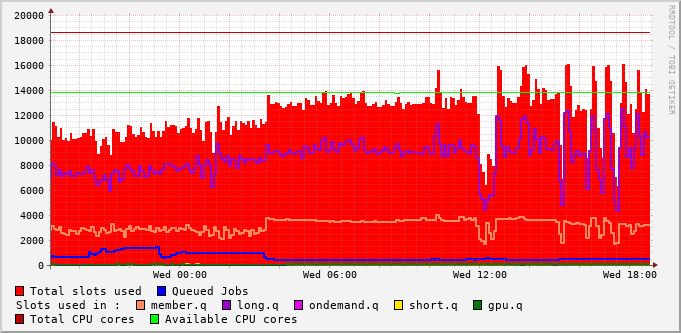 20000
18000
16000
14000
12000
10000
8000
6000
4000
2000
0
Wed 00:00 Wed 06:00 Wed 12:00 Wed 18:00
RRDTOOL / TOBI OETIKER
Total slots used Queued Jobs
Slots used in : member.q long.q ondemand.q short.q gpu.q
Total CPU cores Available CPU cores